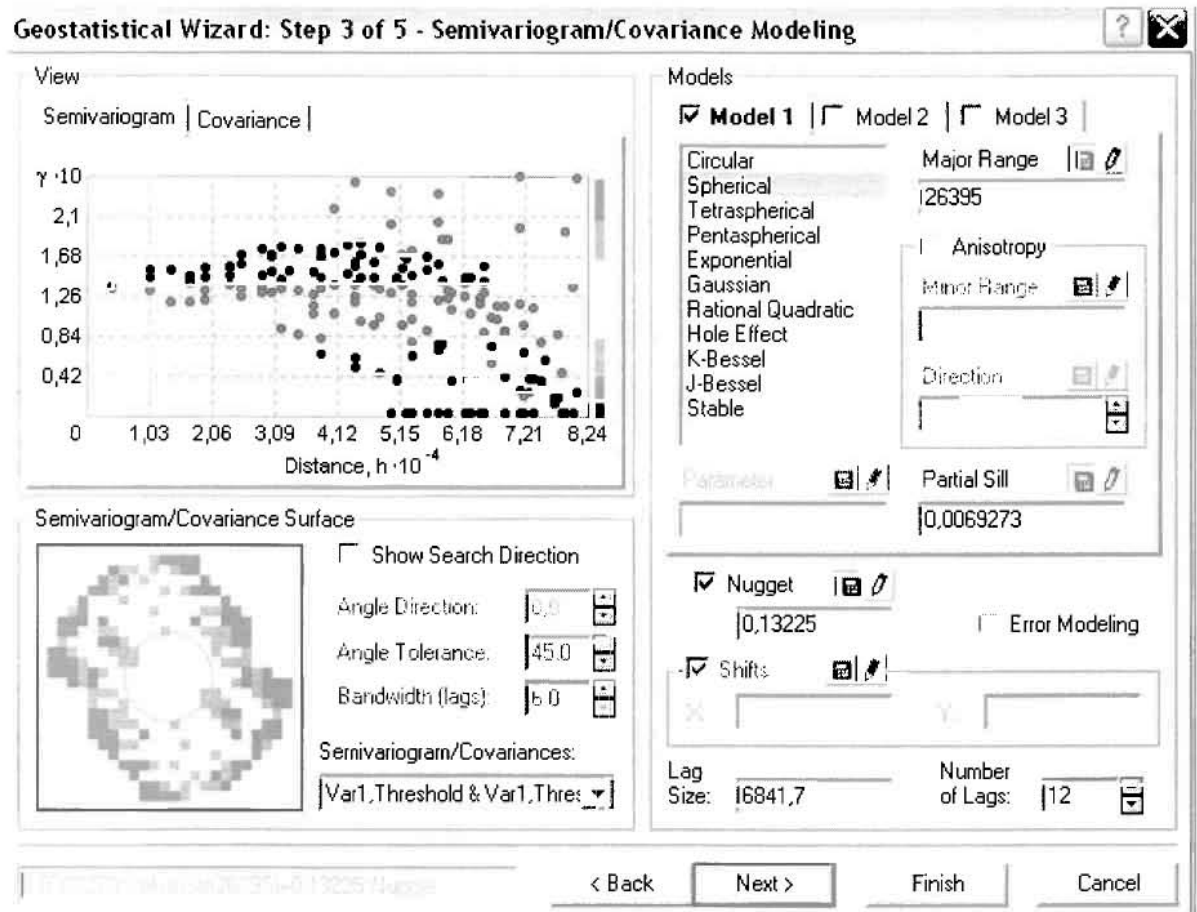 Geostatistical Wizard: Step 3 of 5 - Semivariogram/Covariance Modeling
View
Semivariogram
Covariance
γ ·10
2,1
1,68
1,26
0,84
0,42
0 1,03 2,06 3,09 4,12 5,15 6,18 7,21 8,24
Distance, h ·10⁻⁴
Semivariogram/Covariance Surface
Show Search Direction
Angle Direction:
Angle Tolerance:
45.0
Bandwidth (lags):
Semivariogram/Covariances:
Var1,Threshold & Var1,Thres
Models
Model 1
Model 2
Model 3
Circular
Spherical
Tetraspherical
Pentaspherical
Exponential
Gaussian
Rational Quadratic
Hole Effect
K-Bessel
J-Bessel
Stable
Major Range
26395
Anisotropy
Minor Range
Direction
Parameter
Partial Sill
0,0069273
Nugget
0,13225
Error Modeling
Shifts
X:
Y:
Lag
Size:
6841,7
Number
of Lags:
12
< Back
Next >
Finish
Cancel